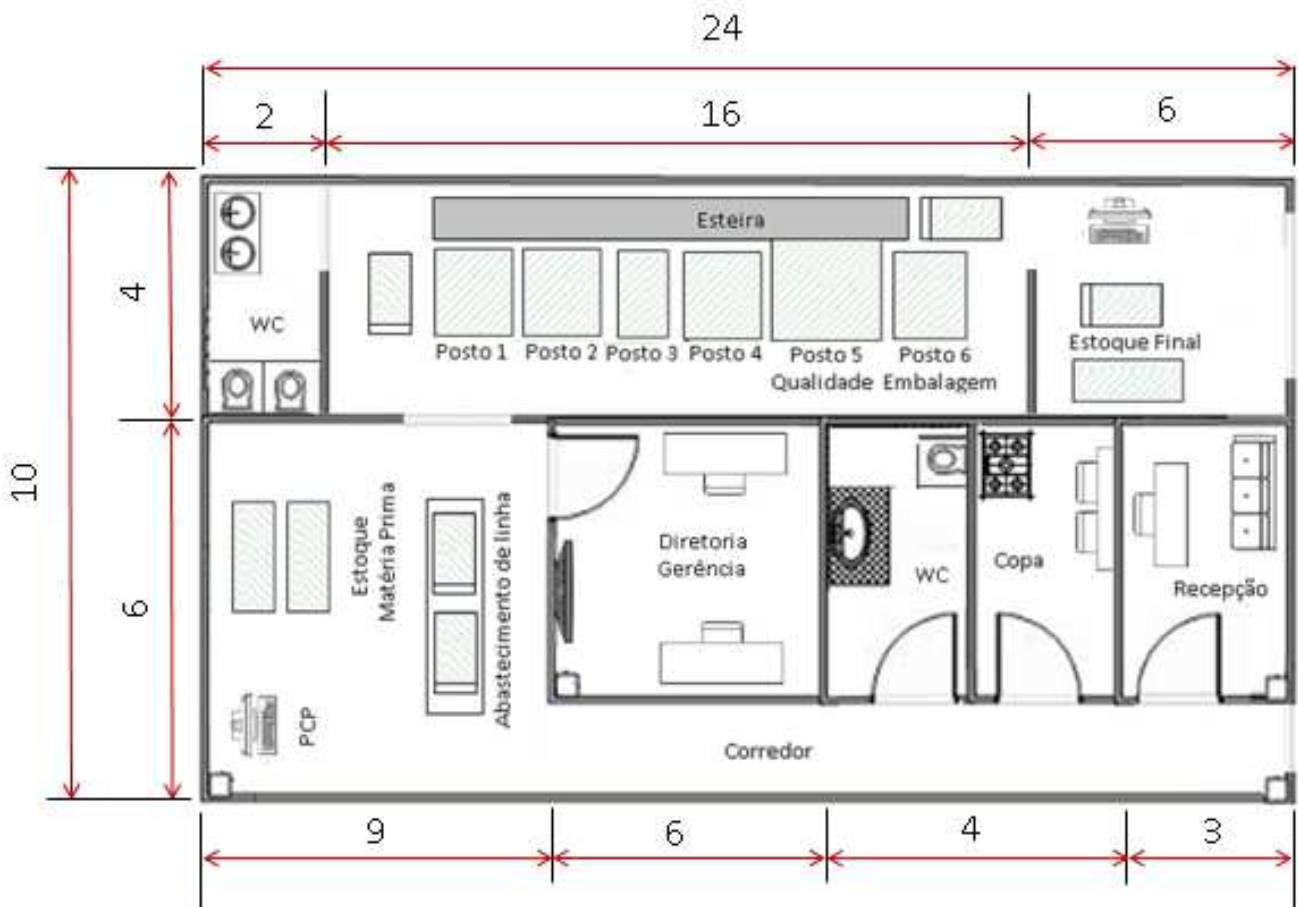 24
2
16
6
Esteira
4
WC
Posto 1
Posto 2
Posto 3
Posto 4
Posto 5
Qualidade
Posto 6
Embalagem
Estoque Final
10
6
Estoque
Matéria Prima
Abastecimento de linha
PCP
Diretoria
Gerência
WC
Copa
Recepção
Corredor
9
6
4
3